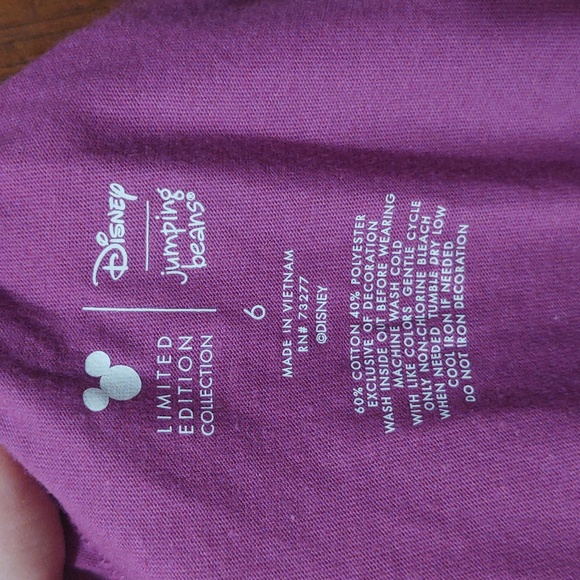 Disney
jumping
beans®
LIMITED
EDITION
COLLECTION
6
MADE IN VIETNAM
RN# 73277
©DISNEY
60% COTTON 40% POLYESTER
EXCLUSIVE OF DECORATION
WASH INSIDE OUT BEFORE WEARING
MACHINE WASH COLD
WITH LIKE COLORS GENTLE CYCLE
ONLY NON-CHLORINE BLEACH
WHEN NEEDED TUMBLE DRY LOW
COOL IRON IF NEEDED
DO NOT IRON DECORATION